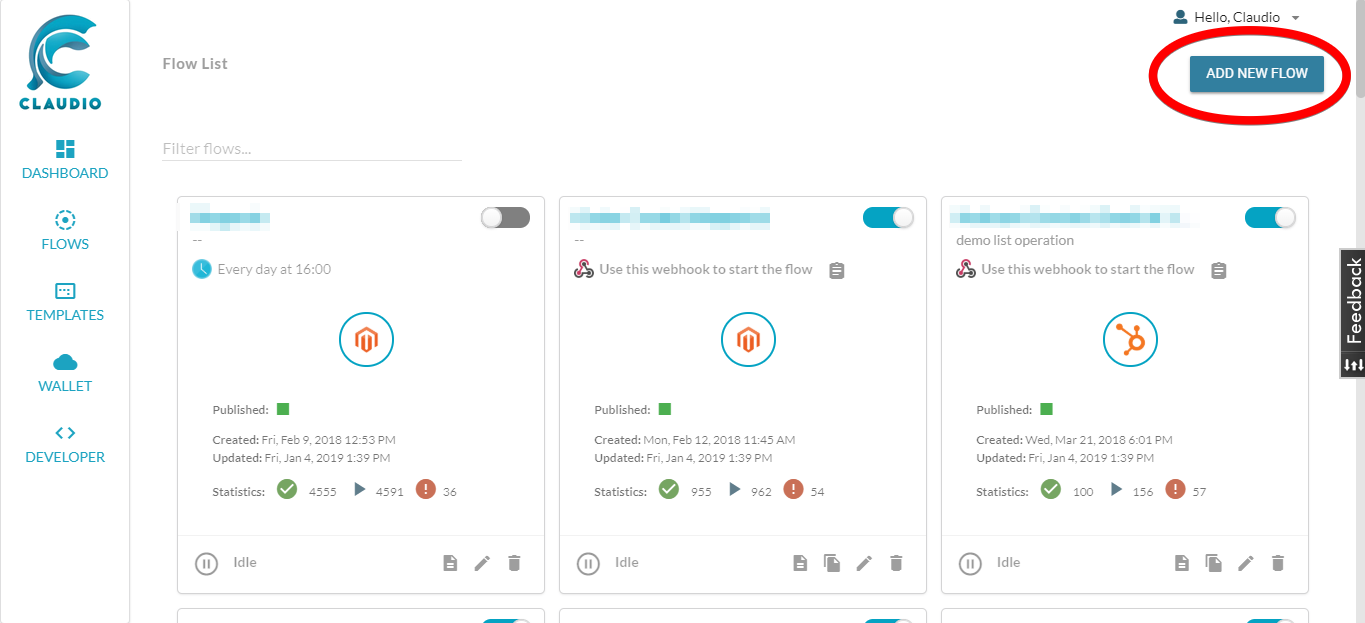 Hello, Claudio
Flow List
ADD NEW FLOW
CLAUDIO
DASHBOARD
FLOWS
TEMPLATES
WALLET
DEVELOPER
Filter flows...
--
Every day at 16:00
Published:
Created: Fri, Feb 9, 2018 12:53 PM
Updated: Fri, Jan 4, 2019 1:39 PM
Statistics: 4555 4591 36
Idle
--
Use this webhook to start the flow
Published:
Created: Mon, Feb 12, 2018 11:45 AM
Updated: Fri, Jan 4, 2019 1:39 PM
Statistics: 955 962 54
Idle
demo list operation
Use this webhook to start the flow
Published:
Created: Wed, Mar 21, 2018 6:01 PM
Updated: Fri, Jan 4, 2019 1:39 PM
Statistics: 100 156 57
Idle
Feedback